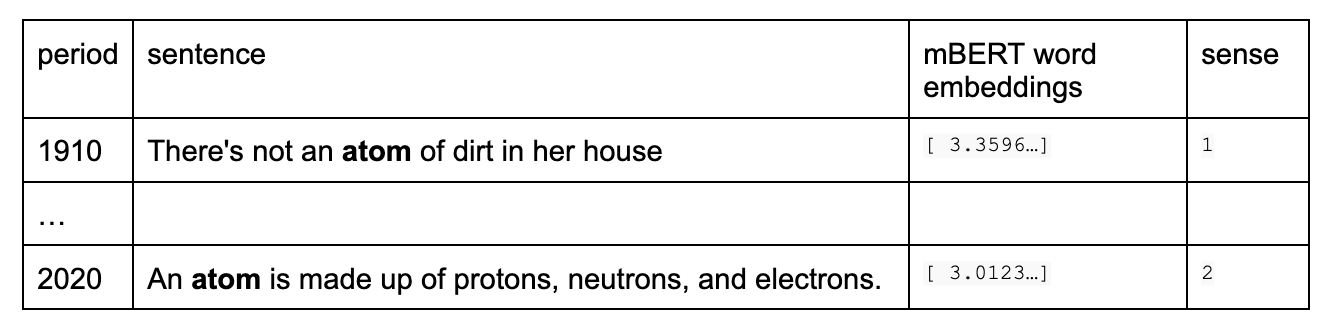 period sentence mBERT word embeddings sense
1910 There's not an atom of dirt in her house [ 3.3596…] 1
…
2020 An atom is made up of protons, neutrons, and electrons. [ 3.0123…] 2